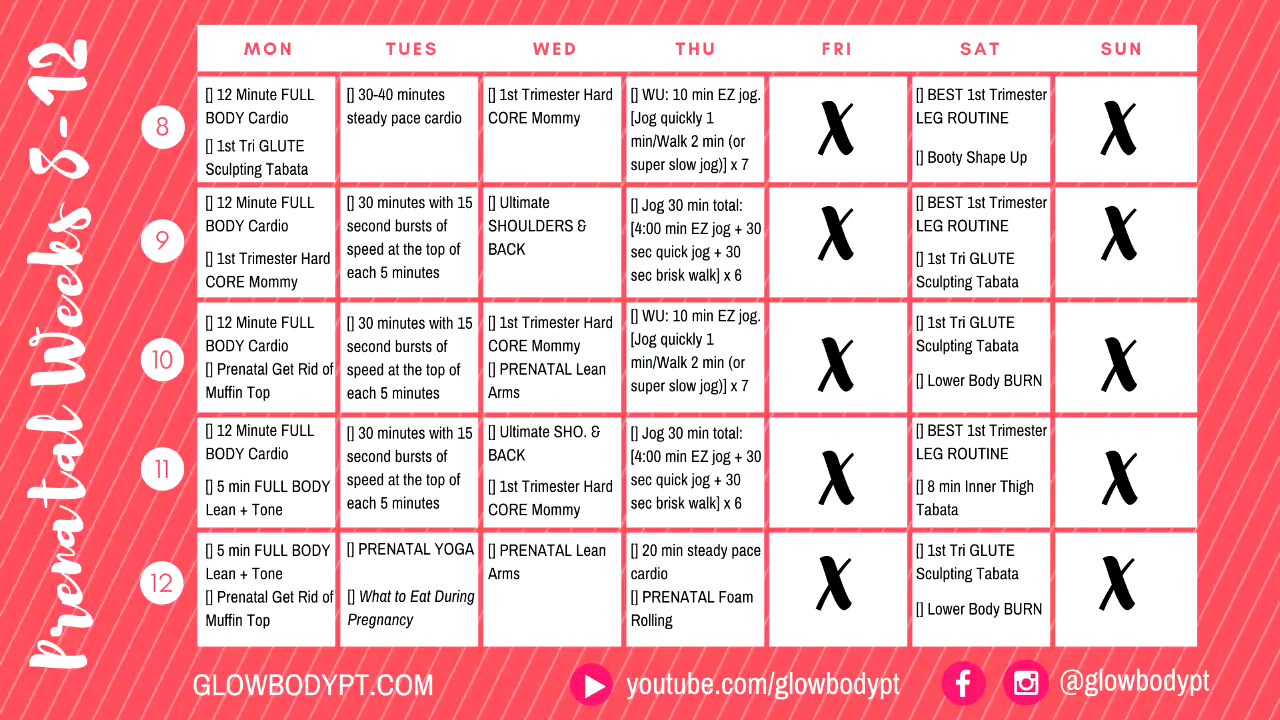 Prenatal Weeks 8-12
MON TUES WED THU FRI SAT SUN
8
[] 12 Minute FULL
BODY Cardio
[] 1st Tri GLUTE
Sculpting Tabata
[] 30-40 minutes
steady pace cardio
[] 1st Trimester Hard
CORE Mommy
[] WU: 10 min EZ jog.
[Jog quickly 1
min/Walk 2 min (or
super slow jog)] x 7
X
[] BEST 1st Trimester
LEG ROUTINE
[] Booty Shape Up
X
9
[] 12 Minute FULL
BODY Cardio
[] 1st Trimester Hard
CORE Mommy
[] 30 minutes with 15
second bursts of
speed at the top of
each 5 minutes
[] Ultimate
SHOULDERS &
BACK
[] Jog 30 min total:
[4:00 min EZ jog + 30
sec quick jog + 30
sec brisk walk] x 6
X
[] BEST 1st Trimester
LEG ROUTINE
[] 1st Tri GLUTE
Sculpting Tabata
X
10
[] 12 Minute FULL
BODY Cardio
[] Prenatal Get Rid of
Muffin Top
[] 30 minutes with 15
second bursts of
speed at the top of
each 5 minutes
[] 1st Trimester Hard
CORE Mommy
[] PRENATAL Lean
Arms
[] WU: 10 min EZ jog.
[Jog quickly 1
min/Walk 2 min (or
super slow jog)] x 7
X
[] 1st Tri GLUTE
Sculpting Tabata
[] Lower Body BURN
X
11
[] 12 Minute FULL
BODY Cardio
[] 5 min FULL BODY
Lean + Tone
[] 30 minutes with 15
second bursts of
speed at the top of
each 5 minutes
[] Ultimate SHO. &
BACK
[] 1st Trimester Hard
CORE Mommy
[] Jog 30 min total:
[4:00 min EZ jog + 30
sec quick jog + 30
sec brisk walk] x 6
X
[] BEST 1st Trimester
LEG ROUTINE
[] 8 min Inner Thigh
Tabata
X
12
[] 5 min FULL BODY
Lean + Tone
[] Prenatal Get Rid of
Muffin Top
[] PRENATAL YOGA
[] What to Eat During
Pregnancy
[] PRENATAL Lean
Arms
[] 20 min steady pace
cardio
[] PRENATAL Foam
Rolling
X
[] 1st Tri GLUTE
Sculpting Tabata
[] Lower Body BURN
X
GLOWBODYPT.COM youtube.com/glowbodypt @glowbodypt